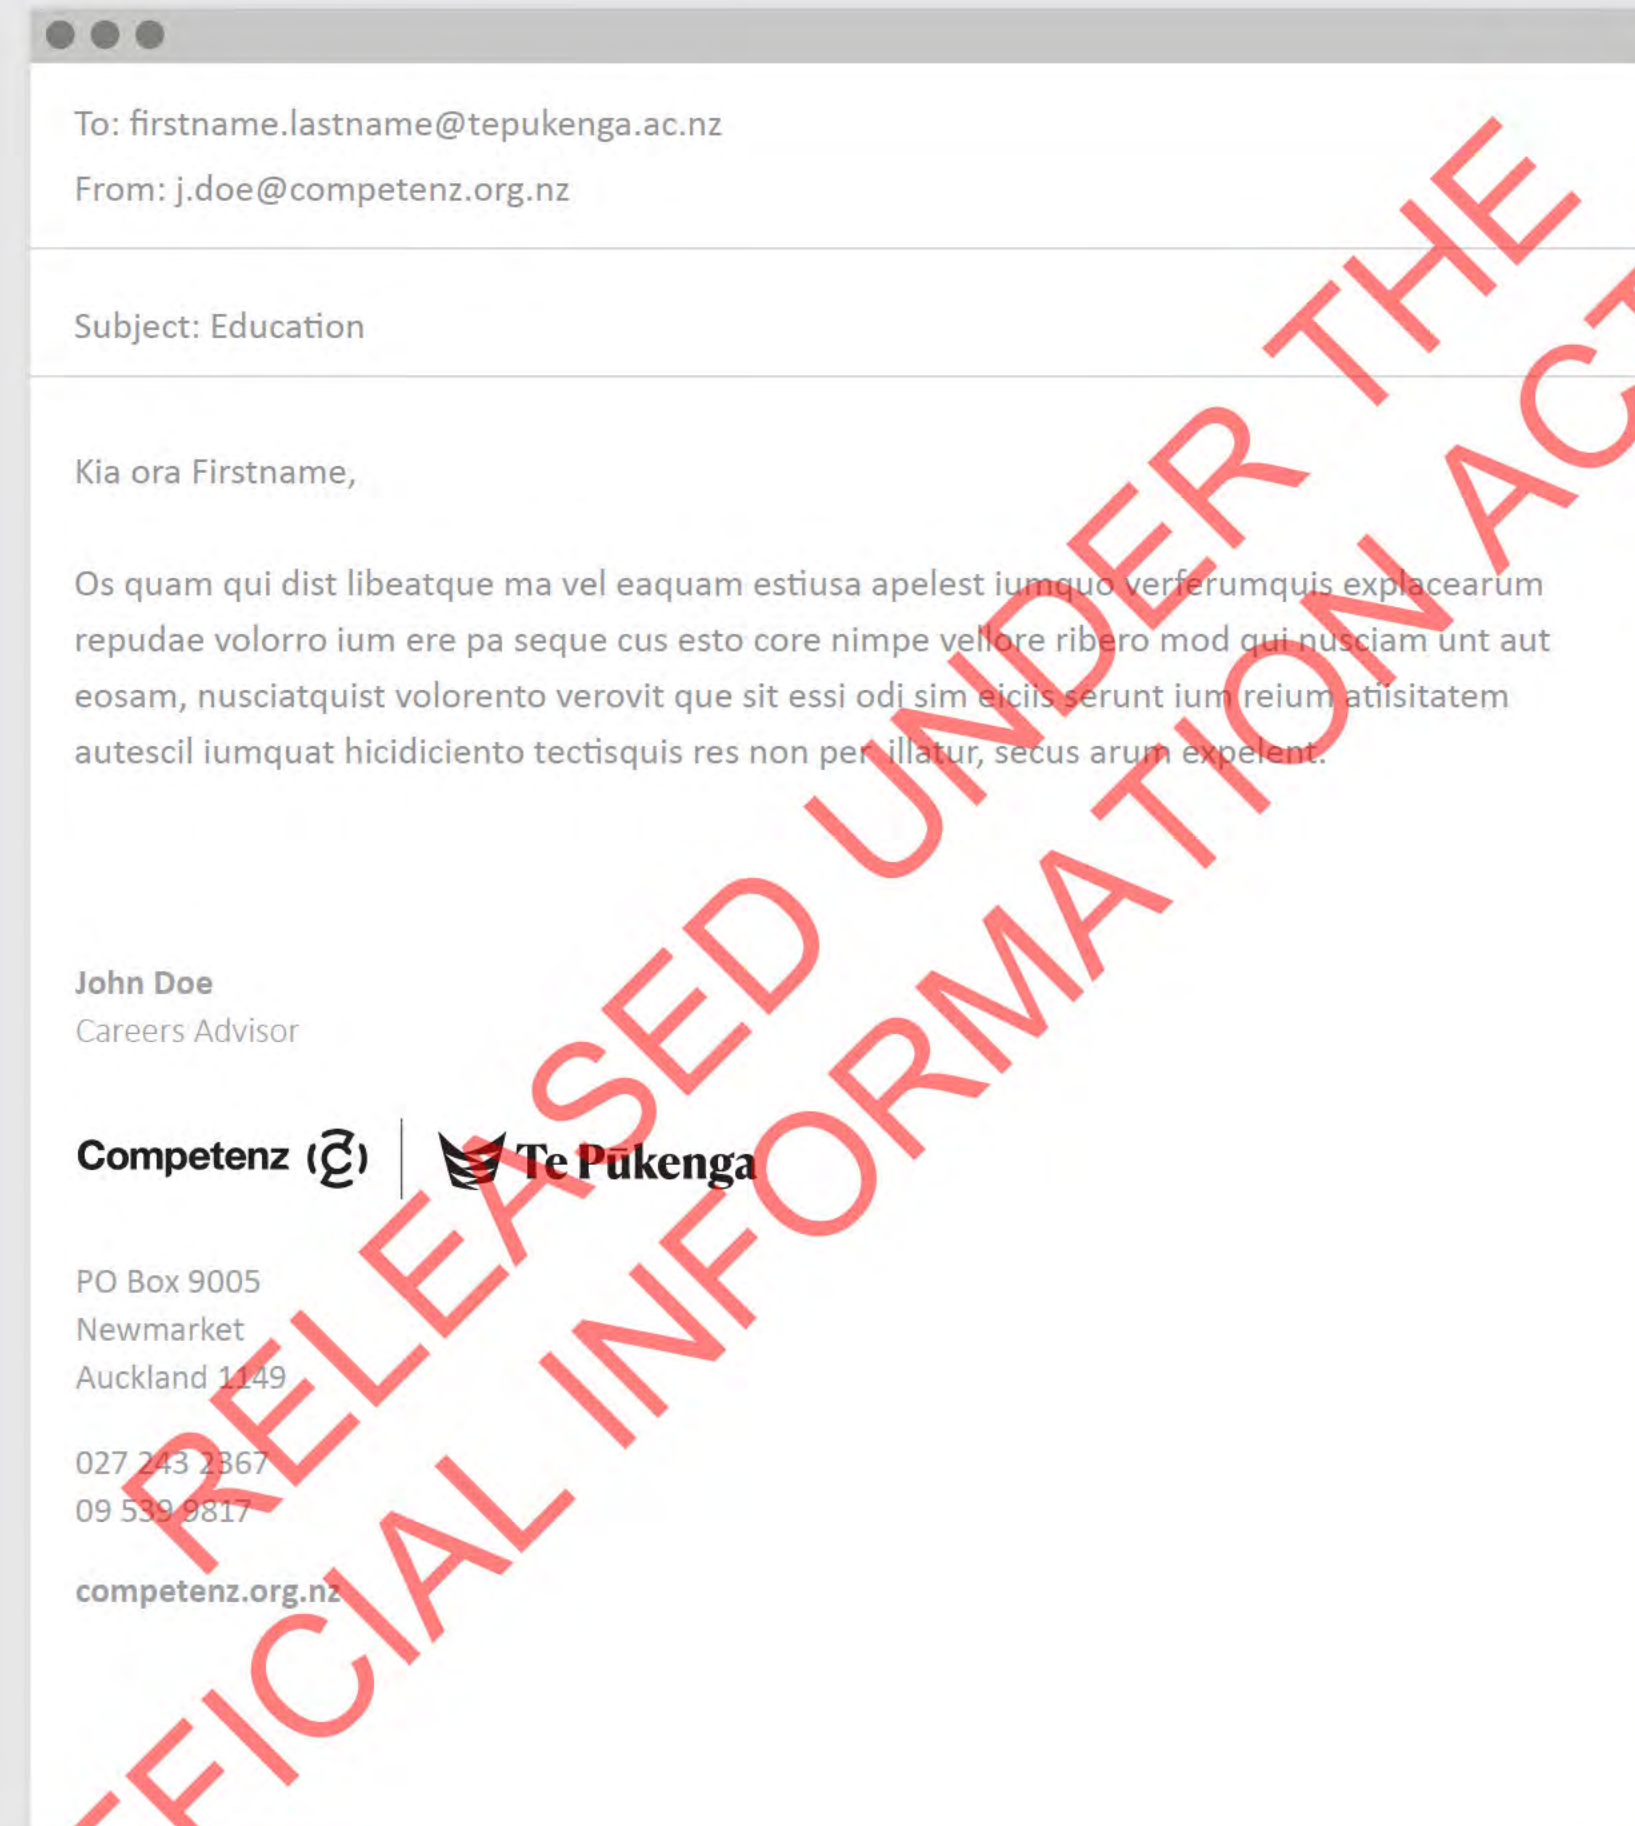 To: firstname.lastname@tepukenga.ac.nz
From: j.doe@competenz.org.nz
Subject: Education
Kia ora Firstname,
Os quam qui dist libeatque ma vel eaquam estiusa apelest iumquo verferumquis explacearum
repudae volorro ium ere pa seque cus esto core nimpe vellore ribero mod qui nusciam unt aut
eosam, nusciatquist volorento verovit que sit essi odi sim eiciis serunt ium reium atiisitatem
autescil iumquat hicidiciento tectisquis res non per illatur, secus arum expelent.
John Doe
Careers Advisor
Competenz
Te Pūkenga
PO Box 9005
Newmarket
Auckland 1149
027 243 2367
09 539 9817
competenz.org.nz
RELEASED UNDER THE
FFICIAL INFORMATION ACT